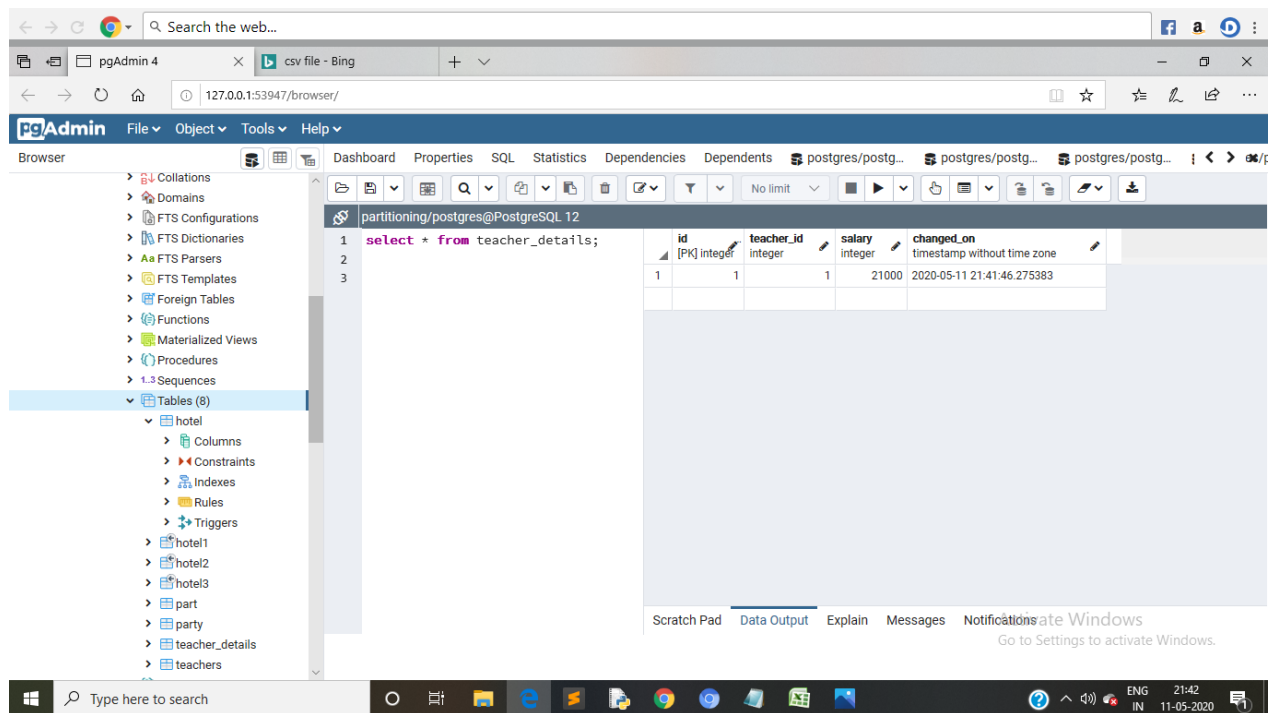 Search the web...
pgAdmin 4
csv file - Bing
127.0.0.1:53947/browser/
pgAdmin File Object Tools Help
Browser
Dashboard Properties SQL Statistics Dependencies Dependents postgres/postg... postgres/postg... postgres/postg...
No limit
partitioning/postgres@PostgreSQL 12
1 select * from teacher_details;
2
3
id [PK] integer
teacher_id integer
salary integer
changed_on timestamp without time zone
1 1 1 21000 2020-05-11 21:41:46.275383
Collations
Domains
FTS Configurations
FTS Dictionaries
Aa FTS Parsers
FTS Templates
Foreign Tables
Functions
Materialized Views
Procedures
1..3 Sequences
Tables (8)
hotel
Columns
Constraints
Indexes
Rules
Triggers
hotel1
hotel2
hotel3
part
party
teacher_details
teachers
Scratch Pad Data Output Explain Messages Notifications
Activate Windows
Go to Settings to activate Windows.
Type here to search
ENG
IN
21:42
11-05-2020